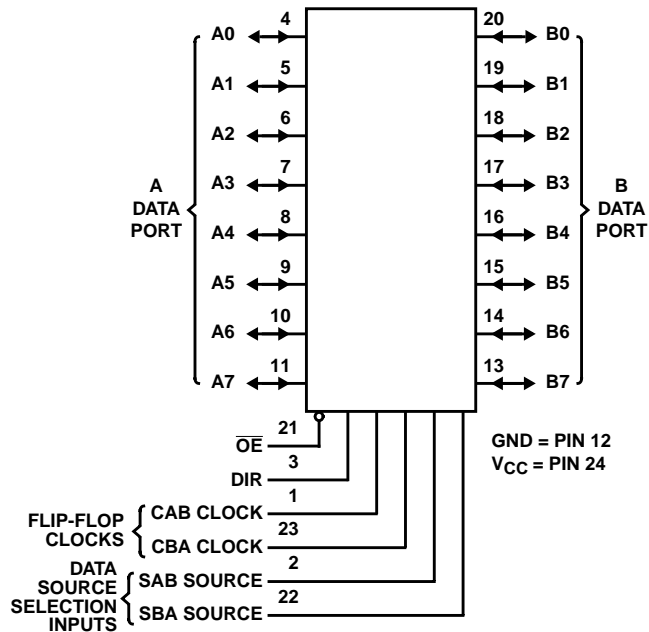 A0 4 20 B0
A1 5 19 B1
A2 6 18 B2
A3 7 17 B3
A DATA PORT
B DATA PORT
A4 8 16 B4
A5 9 15 B5
A6 10 14 B6
A7 11 13 B7
OE 21
DIR 3
GND = PIN 12
VCC = PIN 24
FLIP-FLOP CLOCKS
CAB CLOCK 1
CBA CLOCK 23
DATA SOURCE SELECTION INPUTS
SAB SOURCE 2
SBA SOURCE 22